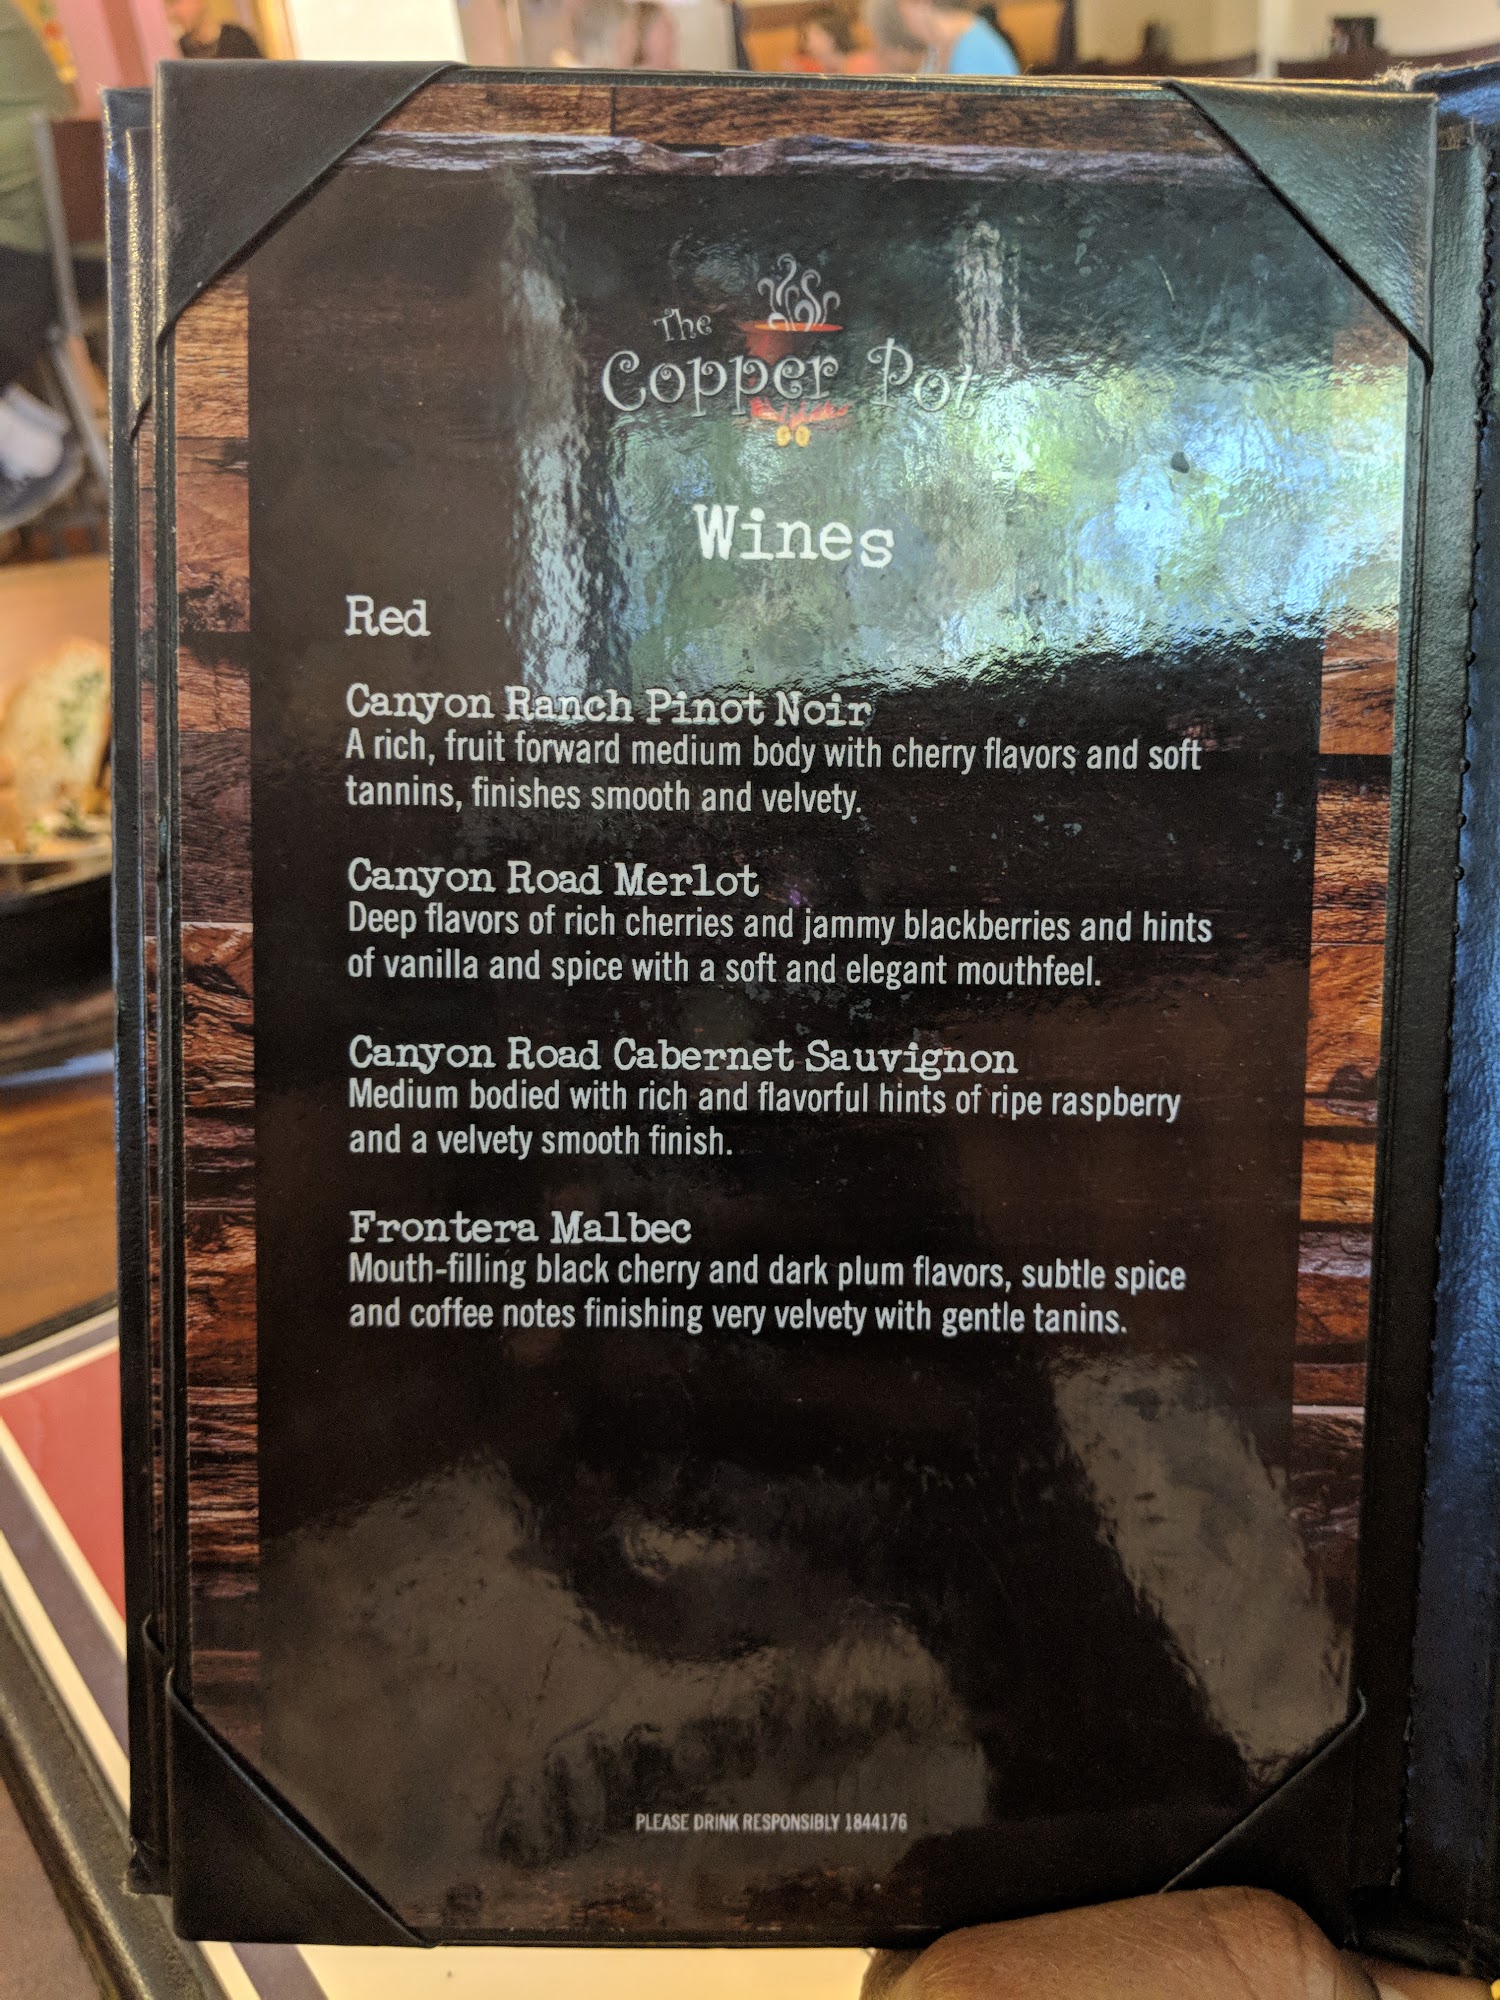 The
Copper Pot
Wines
Red
Canyon Ranch Pinot Noir
A rich, fruit forward medium body with cherry flavors and soft
tannins, finishes smooth and velvety.
Canyon Road Merlot
Deep flavors of rich cherries and jammy blackberries and hints
of vanilla and spice with a soft and elegant mouthfeel.
Canyon Road Cabernet Sauvignon
Medium bodied with rich and flavorful hints of ripe raspberry
and a velvety smooth finish.
Frontera Malbec
Mouth-filling black cherry and dark plum flavors, subtle spice
and coffee notes finishing very velvety with gentle tanins.
PLEASE DRINK RESPONSIBLY 1844176